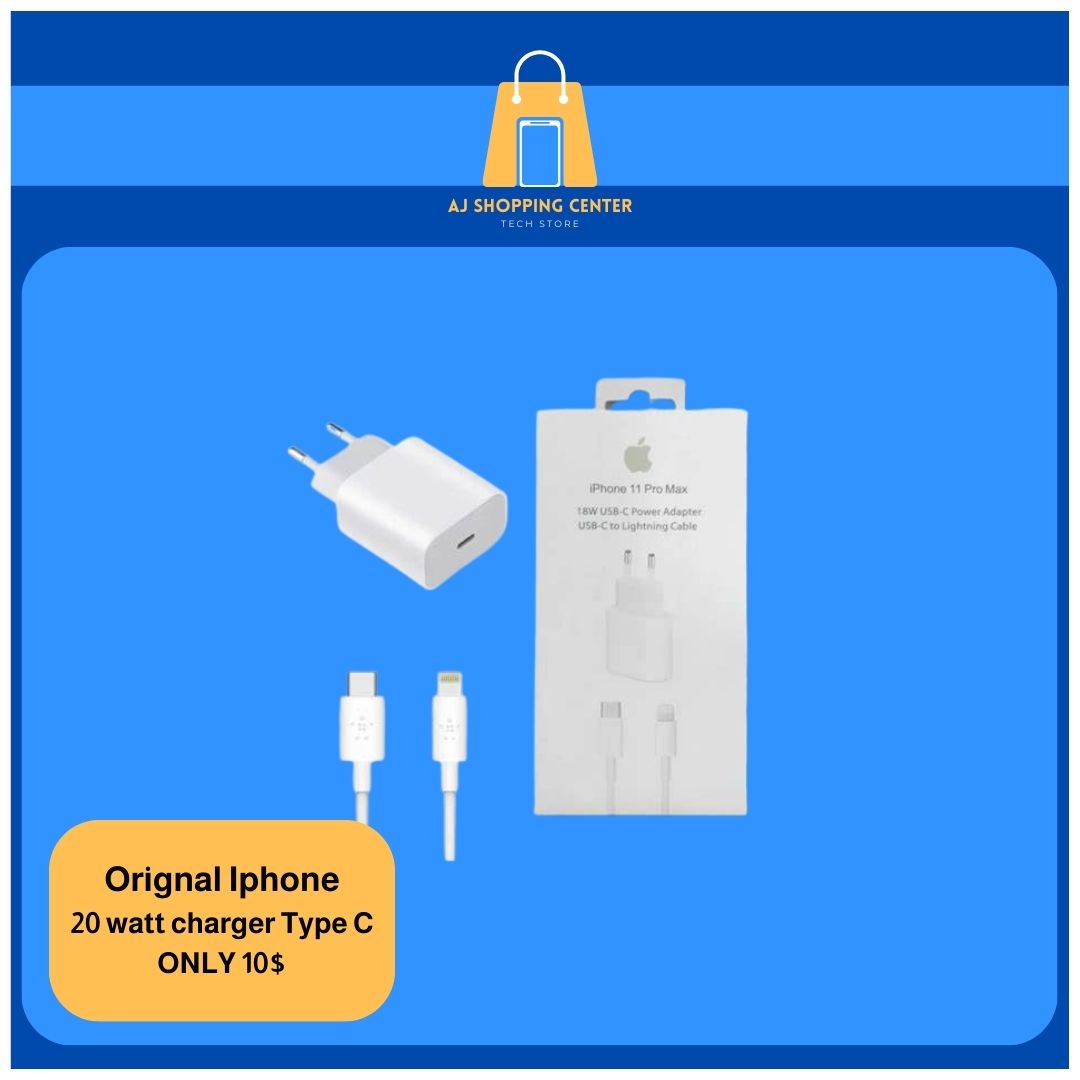 AJ SHOPPING CENTER
TECH STORE
iPhone 11 Pro Max
18W USB-C Power Adapter
USB-C to Lightning Cable
Orignal Iphone
20 watt charger Type C
ONLY 10$